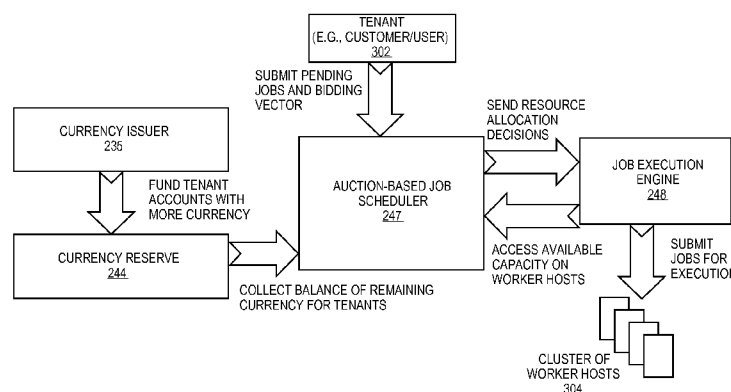 TENANT
(E.G., CUSTOMER/USER)
302
SUBMIT PENDING
JOBS AND BIDDING
VECTOR
SEND RESOURCE
ALLOCATION
DECISIONS
CURRENCY ISSUER
235
AUCTION-BASED JOB
SCHEDULER
247
JOB EXECUTION
ENGINE
248
FUND TENANT
ACCOUNTS WITH
MORE CURRENCY
CURRENCY RESERVE
244
COLLECT BALANCE OF REMAINING
CURRENCY FOR TENANTS
ACCESS AVAILABLE
CAPACITY ON
WORKER HOSTS
SUBMIT
JOBS FOR
EXECUTION
CLUSTER OF
WORKER HOSTS
304